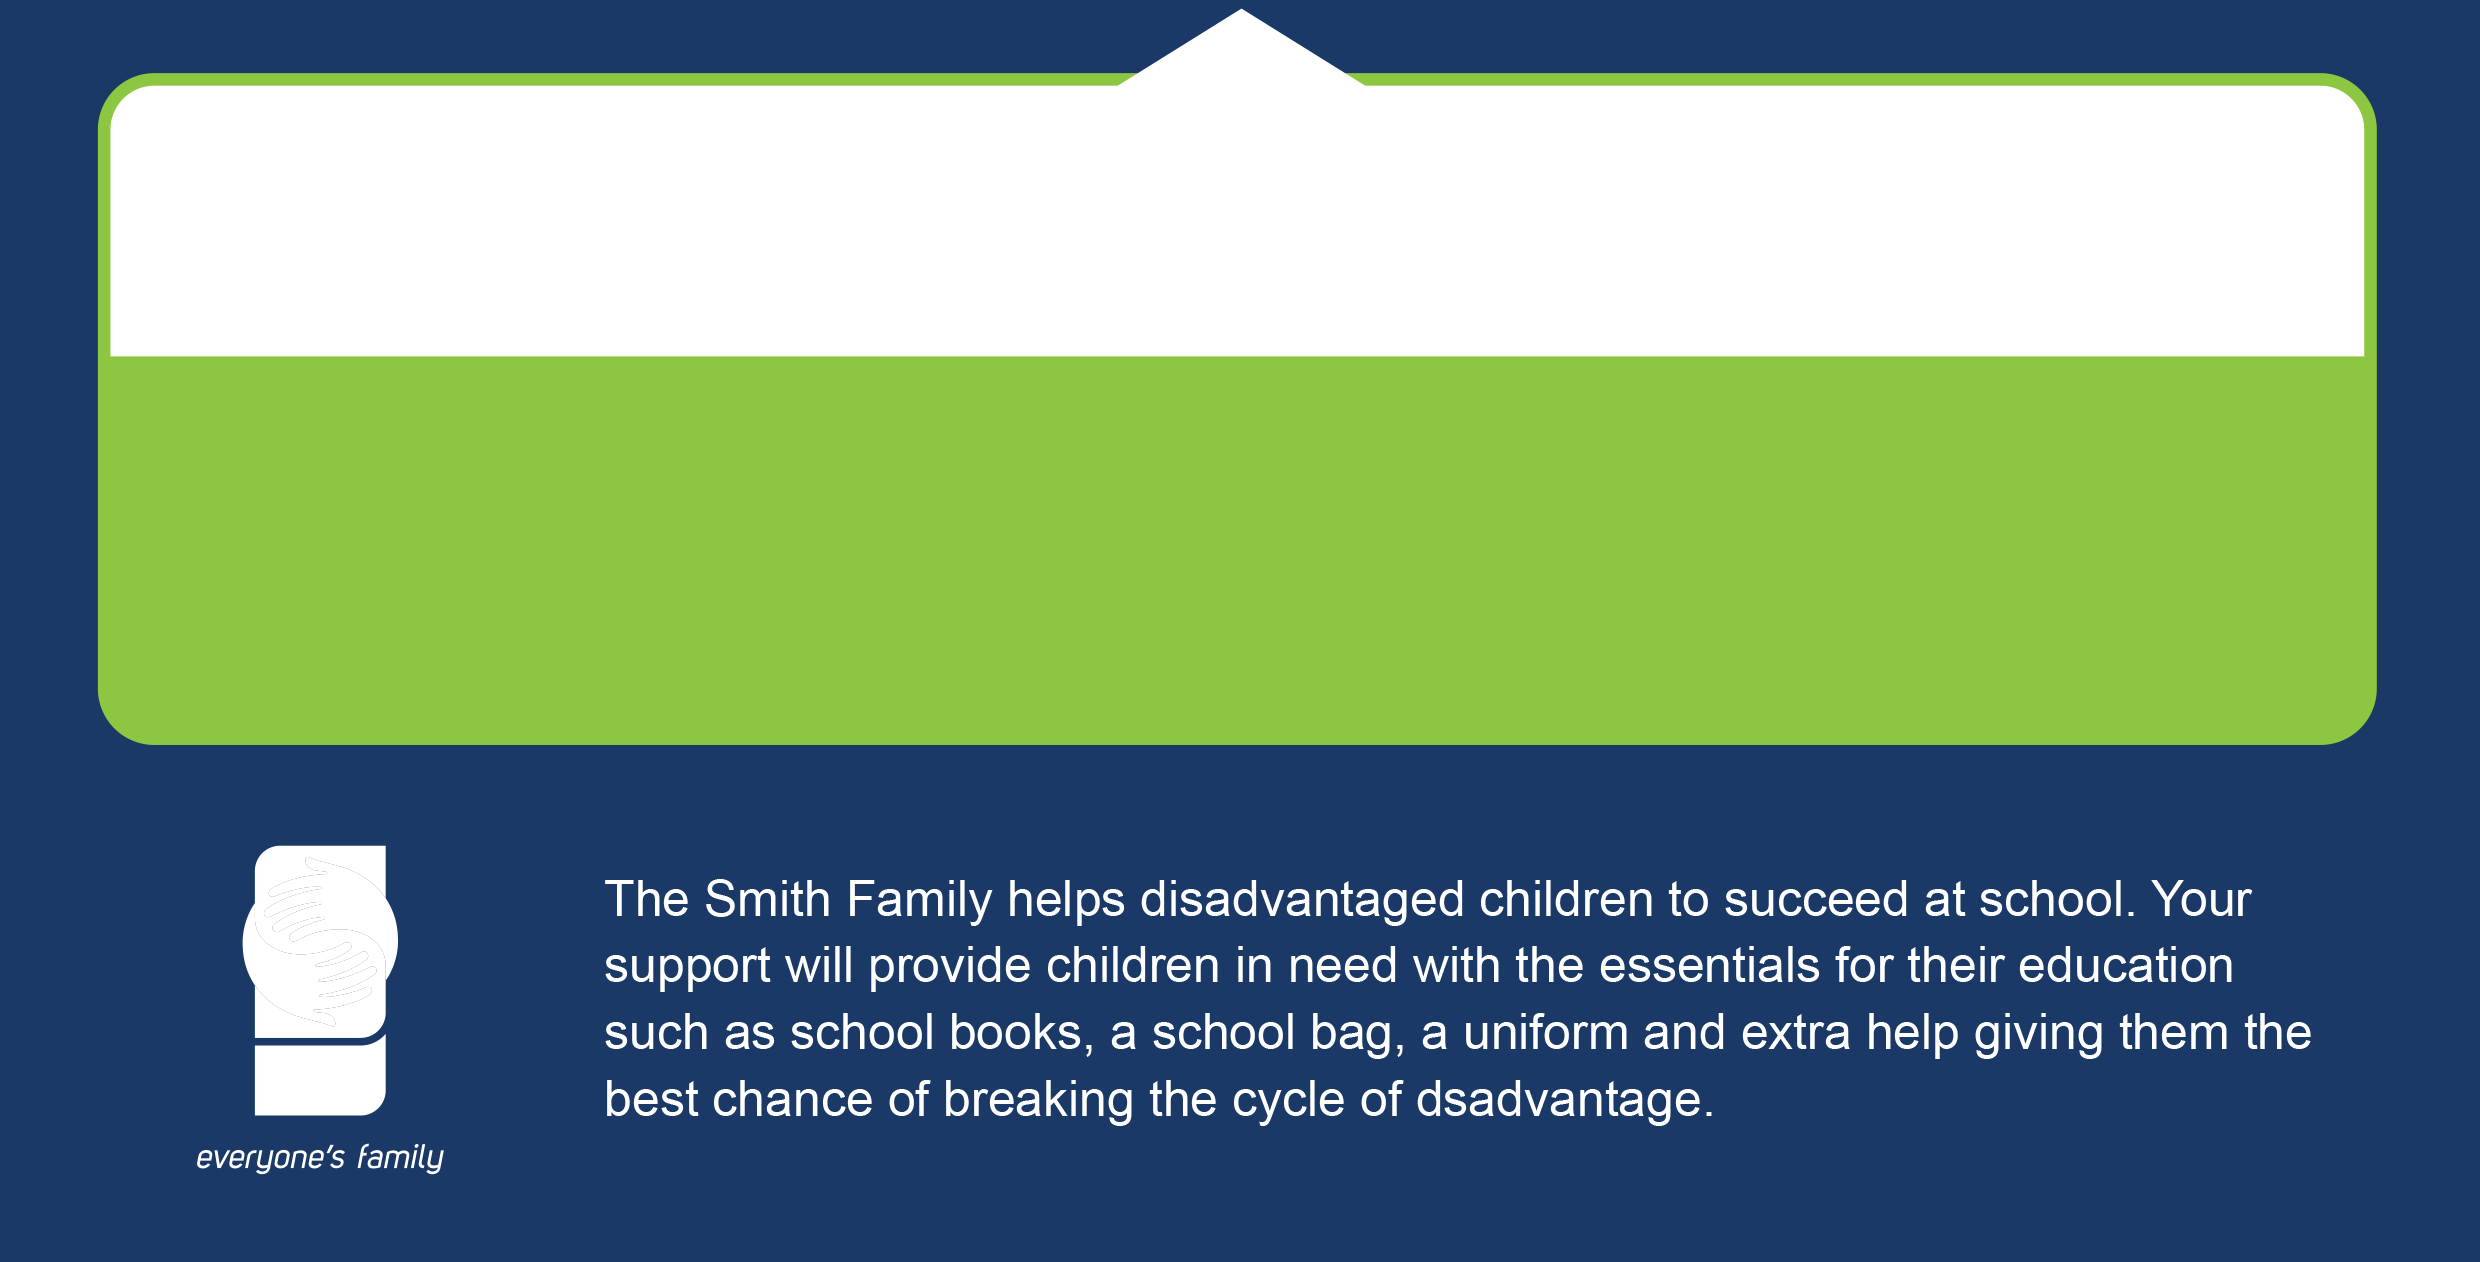 The Smith Family helps disadvantaged children to succeed at school. Your
support will provide children in need with the essentials for their education
such as school books, a school bag, a uniform and extra help giving them the
best chance of breaking the cycle of dsadvantage.
everyone's family